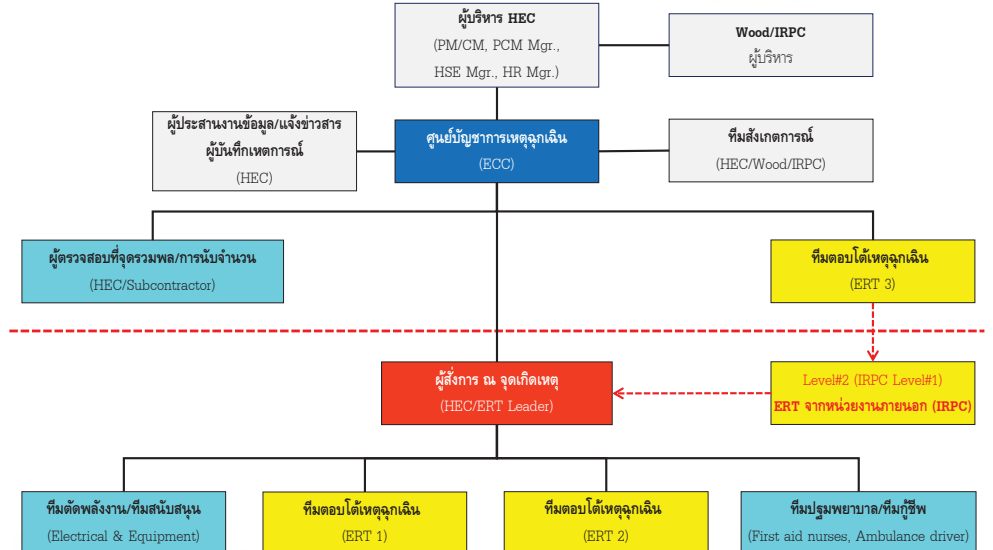 ผู้บริหาร HEC
(PM/CM, PCM Mgr.,
HSE Mgr., HR Mgr.)
Wood/IRPC
ผู้บริหาร
ผู้ประสานงานข้อมูล/แจ้งข่าวสาร
ผู้บันทึกเหตการณ์
(HEC)
ศูนย์บัญชาการเหตุฉุกเฉิน
(ECC)
ทีมสังเกตการณ์
(HEC/Wood/IRPC)
ผู้ตรวจสอบที่จุดรวมพล/การนับจำนวน
(HEC/Subcontractor)
ทีมตอบโต้เหตุฉุกเฉิน
(ERT 3)
ผู้สั่งการ ณ จุดเกิดเหตุ
(HEC/ERT Leader)
Level#2 (IRPC Level#1)
ERT จากหน่วยงานภายนอก (IRPC)
ทีมตัดพลังงาน/ทีมสนับสนุน
(Electrical & Equipment)
ทีมตอบโต้เหตุฉุกเฉิน
(ERT 1)
ทีมตอบโต้เหตุฉุกเฉิน
(ERT 2)
ทีมปฐมพยาบาล/ทีมกู้ชีพ
(First aid nurses, Ambulance driver)